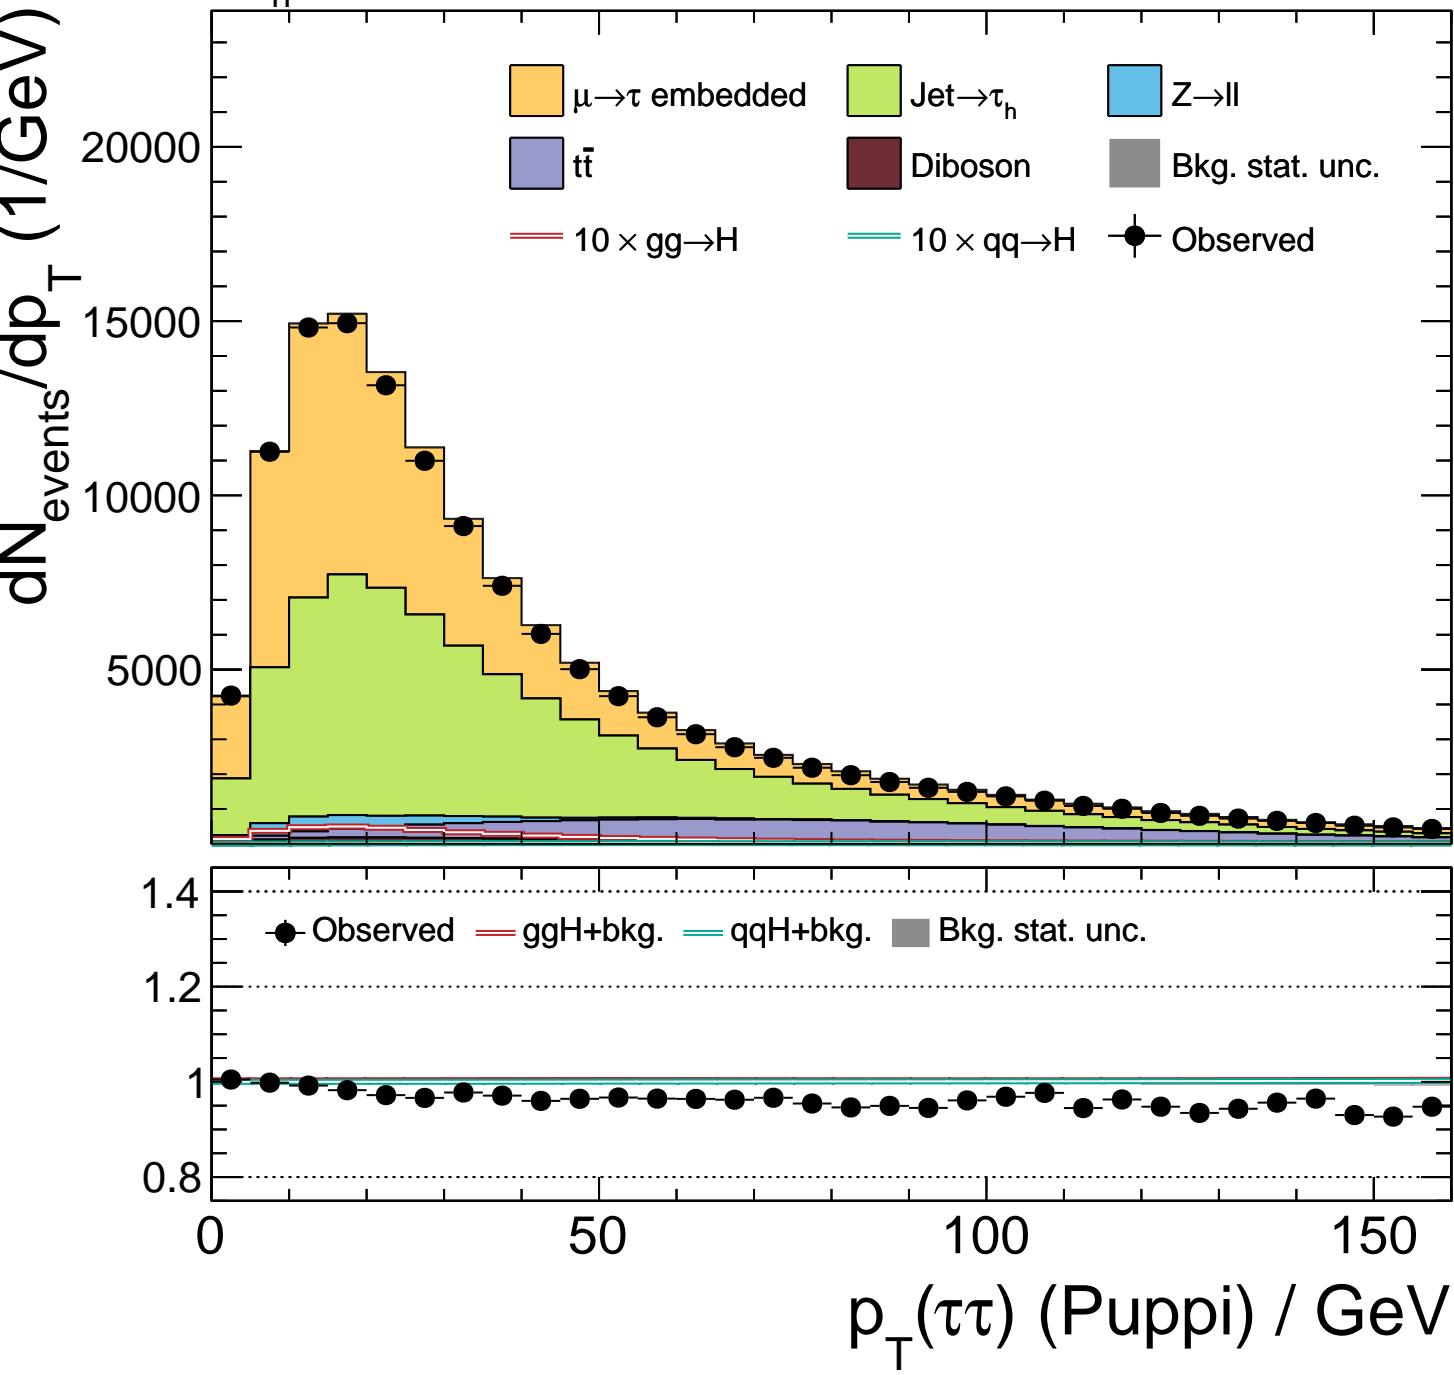 dN_events/dp_T (1/GeV)
μ→τ embedded Jet→τ_h Z→ll
tt̄ Diboson Bkg. stat. unc.
10 × gg→H 10 × qq→H Observed
20000
15000
10000
5000
Observed ggH+bkg. qqH+bkg. Bkg. stat. unc.
1.4
1.2
1
0.8
0 50 100 150
p_T(ττ) (Puppi) / GeV